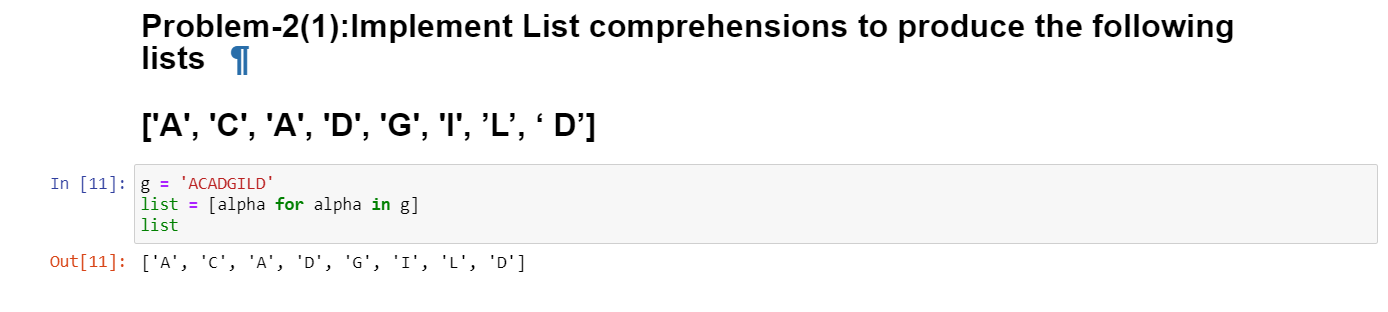 Problem-2(1):Implement List comprehensions to produce the following
lists ¶
['A', 'C', 'A', 'D', 'G', 'I', ’L’, ‘ D’]
In [11]: g = 'ACADGILD'
list = [alpha for alpha in g]
list
Out[11]: ['A', 'C', 'A', 'D', 'G', 'I', 'L', 'D']